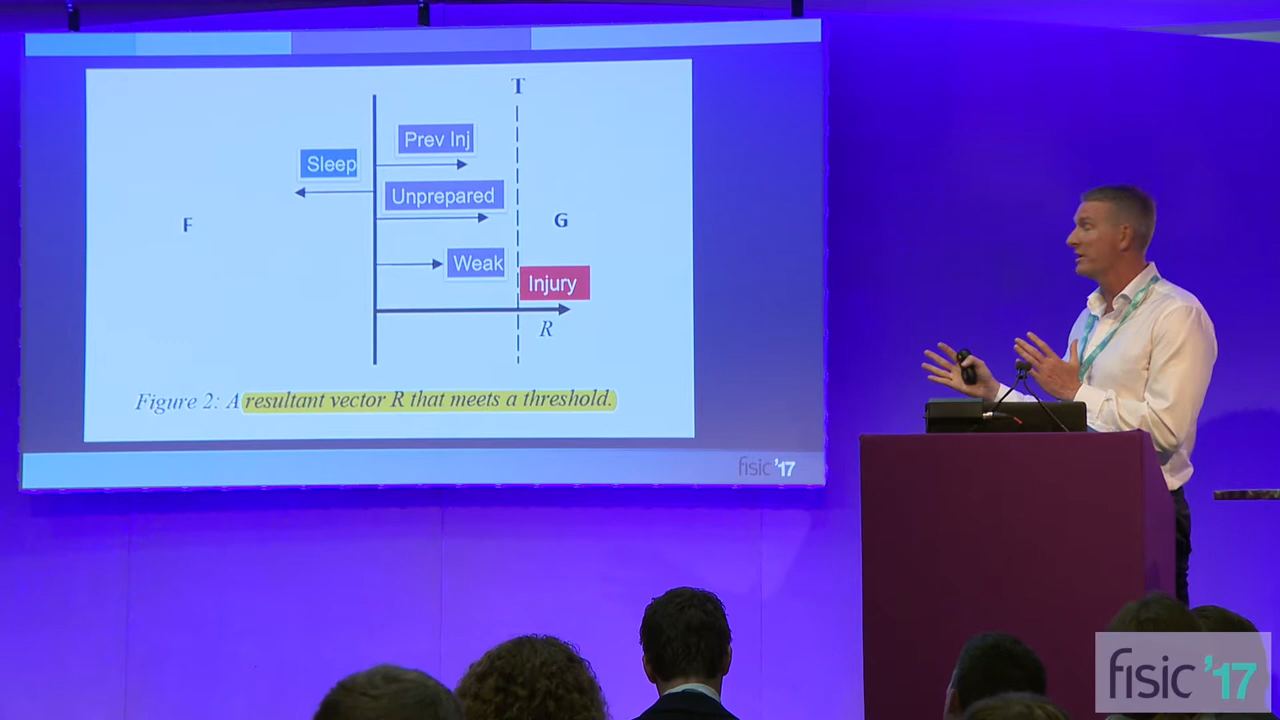 T
Prev Inj
Sleep
Unprepared
F
G
Weak
Injury
R
Figure 2: A resultant vector R that meets a threshold.
fisic '17
fisic '17